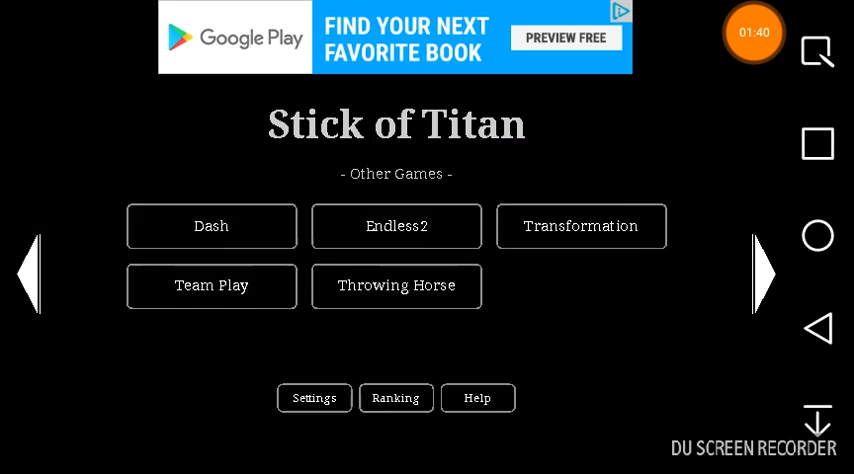 Google Play
FIND YOUR NEXT
FAVORITE BOOK
PREVIEW FREE
01:40
Stick of Titan
- Other Games -
Dash
Endless2
Transformation
Team Play
Throwing Horse
Settings
Ranking
Help
DU SCREEN RECORDER